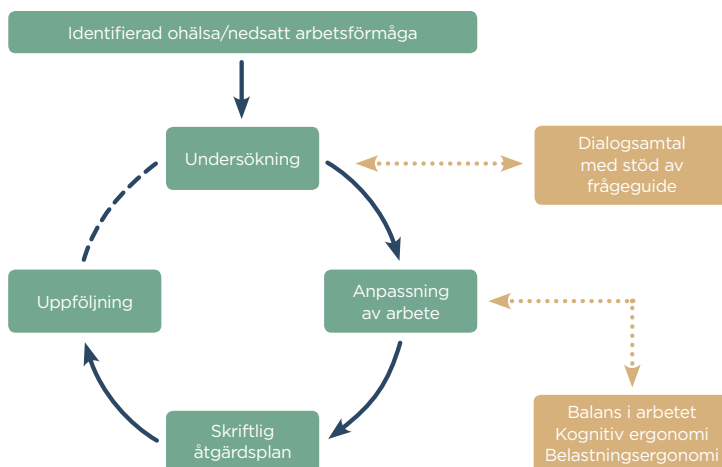 Identifierad ohälsa/nedsatt arbetsförmåga
Undersökning
Dialogsamtal
med stöd av
frågeguide
Uppföljning
Anpassning
av arbete
Skriftlig
åtgärdsplan
Balans i arbetet
Kognitiv ergonomi
Belastningsergonomi